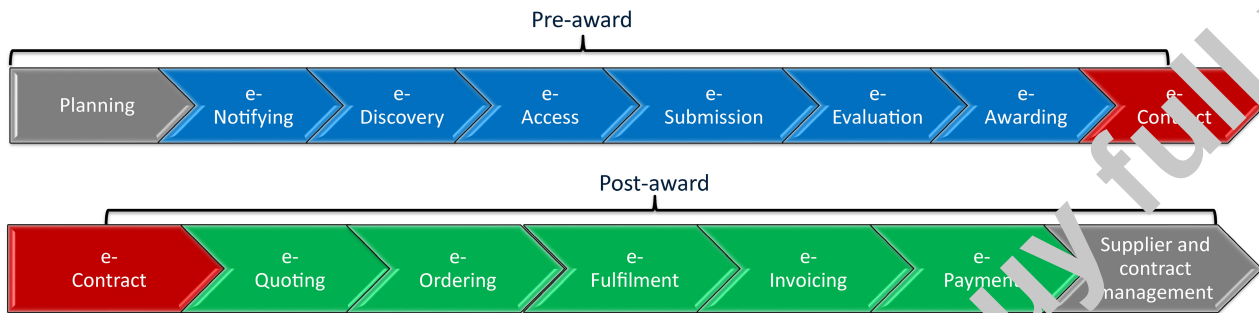 Pre-award
Planning
e-
Notifying
e-
Discovery
e-
Access
e-
Submission
e-
Evaluation
e-
Awarding
e-
Contract
Post-award
e-
Contract
e-
Quoting
e-
Ordering
e-
Fulfilment
e-
Invoicing
e-
Payment
Supplier and
contract
management
full